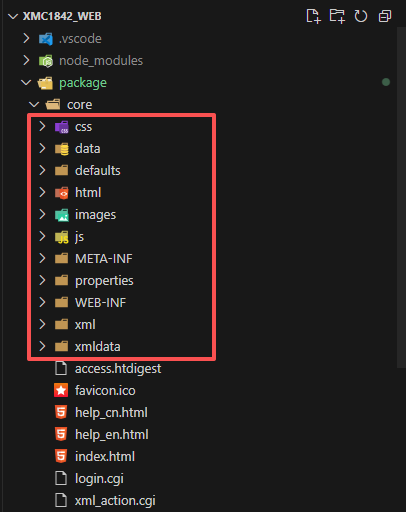 XMC1842_WEB
.vscode
node_modules
package
core
css
data
defaults
html
images
js
META-INF
properties
WEB-INF
xml
xmldata
access.htdigest
favicon.ico
help_cn.html
help_en.html
index.html
login.cgi
xml_action.cgi